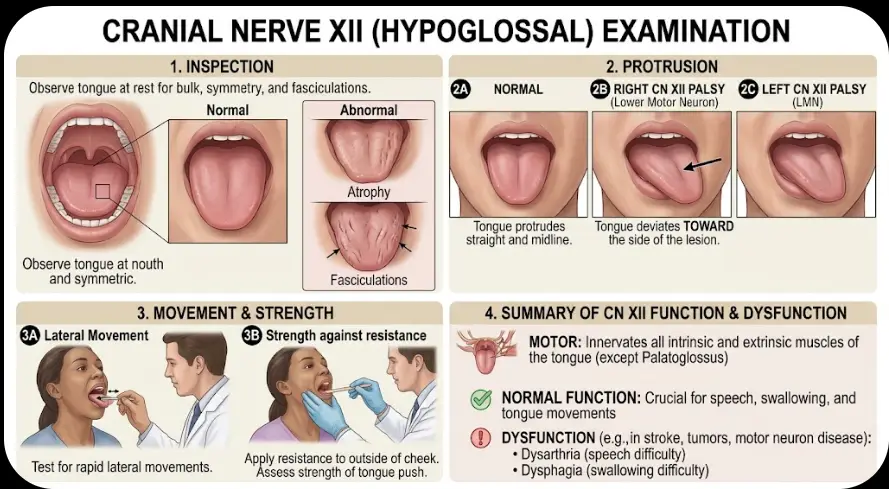 CRANIAL NERVE XII (HYPOGLOSSAL) EXAMINATION
1. INSPECTION
Observe tongue at rest for bulk, symmetry, and fasciculations.
Normal
Abnormal
Atrophy
Fasciculations
Observe tongue at nouth
and symmetric.
2. PROTRUSION
2A NORMAL
Tongue protrudes
straight and midline.
2B RIGHT CN XII PALSY
(Lower Motor Neuron)
Tongue deviates TOWARD
the side of the lesion.
2C LEFT CN XII PALSY
(LMN)
3. MOVEMENT & STRENGTH
3A Lateral Movement
Test for rapid lateral movements.
3B Strength against resistance
Apply resistance to outside of cheek.
Assess strength of tongue push.
4. SUMMARY OF CN XII FUNCTION & DYSFUNCTION
MOTOR: Innervates all intrinsic and extrinsic muscles
of the tongue (except Palatoglossus)
NORMAL FUNCTION: Crucial for speech, swallowing, and
tongue movements
DYSFUNCTION (e.g.,in stroke, tumors, motor neuron disease):
• Dysarthria (speech difficulty)
• Dysphagia (swallowing difficulty)